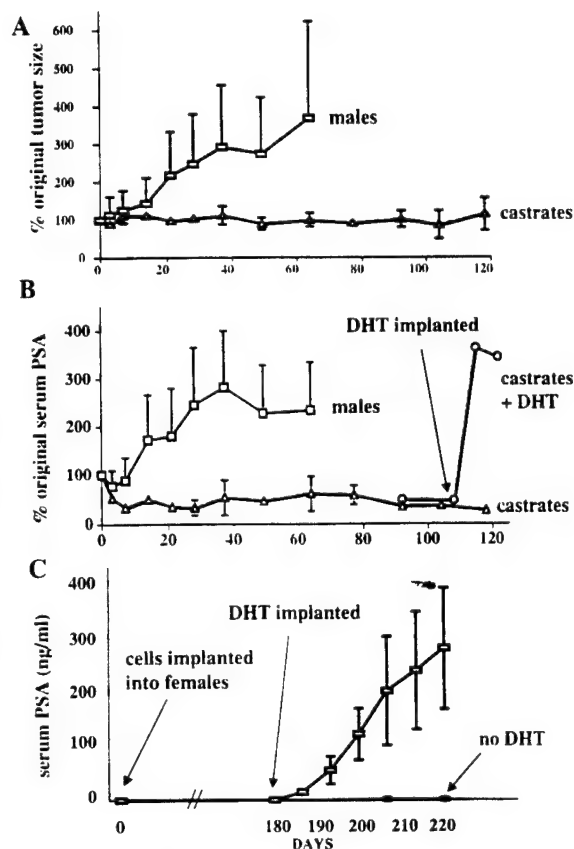 A
% original tumor size
600
500
400
300
200
100
0
males
castrates
0 20 40 60 80 100 120
B
% original serum PSA
400
300
200
100
0
DHT implanted
males
castrates
+ DHT
castrates
0 20 40 60 80 100 120
C
serum PSA (ng/ml)
400
300
200
100
0
cells implanted
into females
DHT implanted
no DHT
0 // 180 190 200 210 220
DAYS